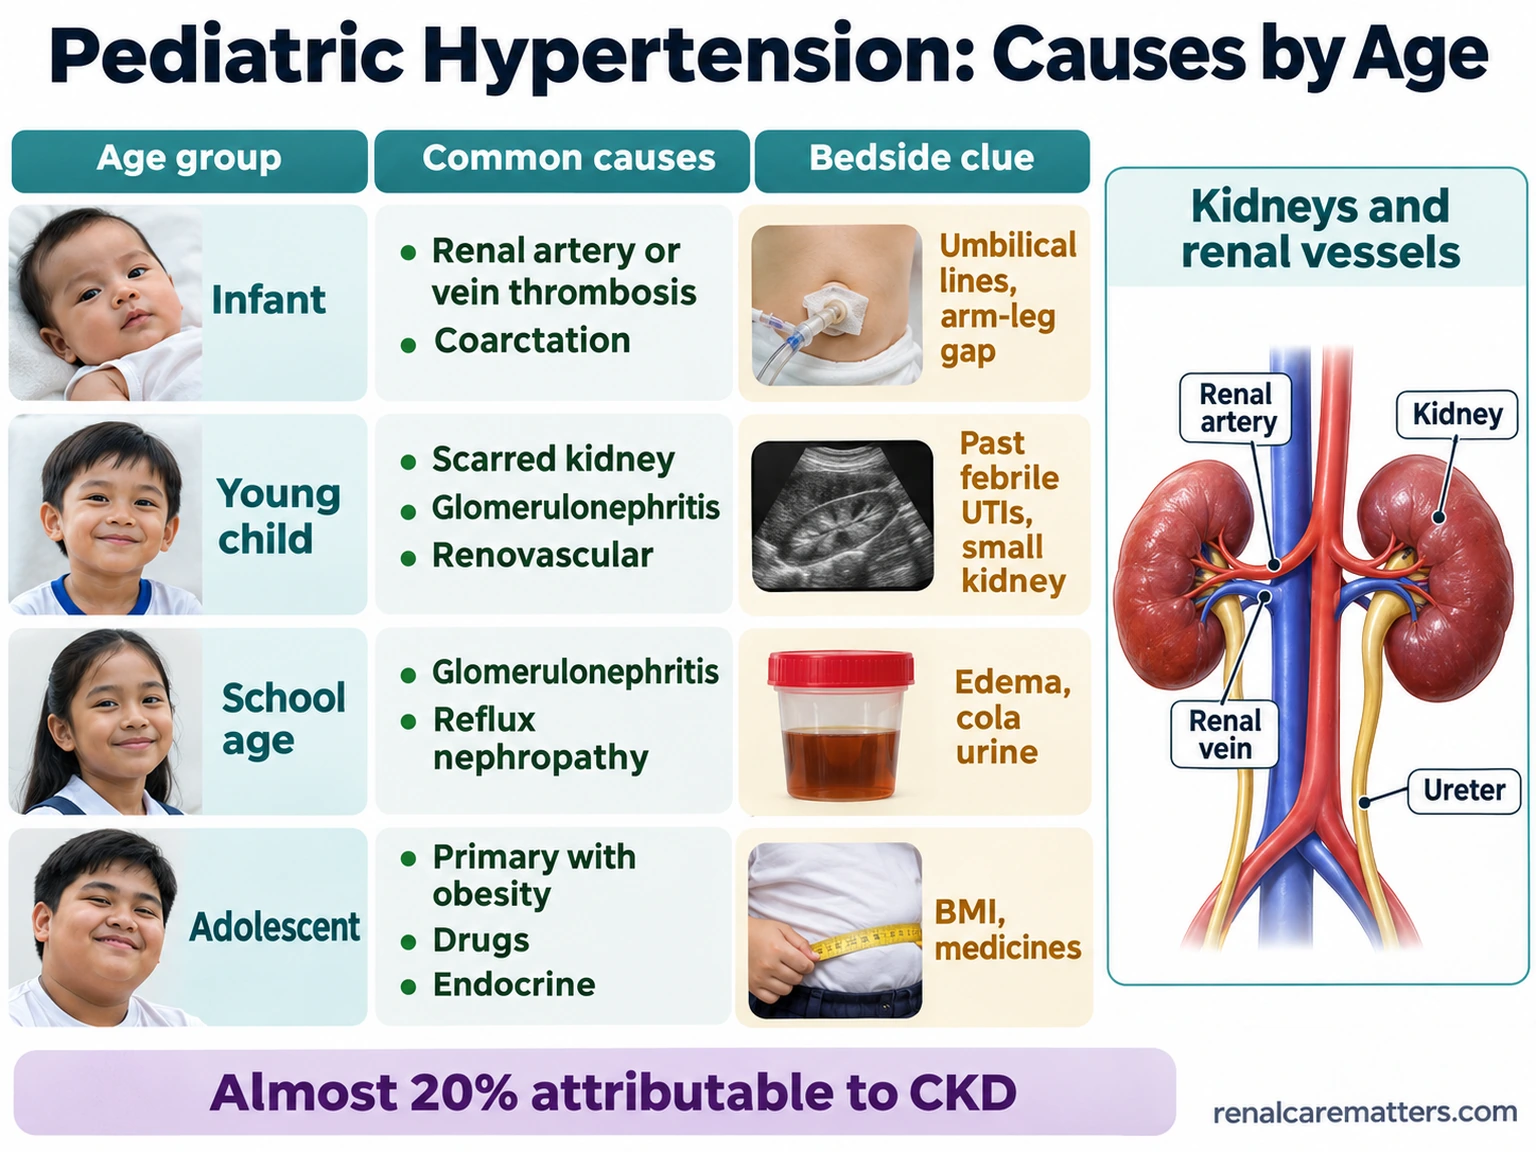 Pediatric Hypertension: Causes by Age
Age group
Common causes
Bedside clue
Infant
Renal artery or
vein thrombosis
Coarctation
Umbilical
lines,
arm-leg
gap
Young
child
Scarred kidney
Glomerulonephritis
Renovascular
Past
febrile
UTIs,
small
kidney
School
age
Glomerulonephritis
Reflux
nephropathy
Edema,
cola
urine
Adolescent
Primary with
obesity
Drugs
Endocrine
BMI,
medicines
Kidneys and
renal vessels
Renal
artery
Kidney
Renal
vein
Ureter
Almost 20% attributable to CKD
renalcarematters.com